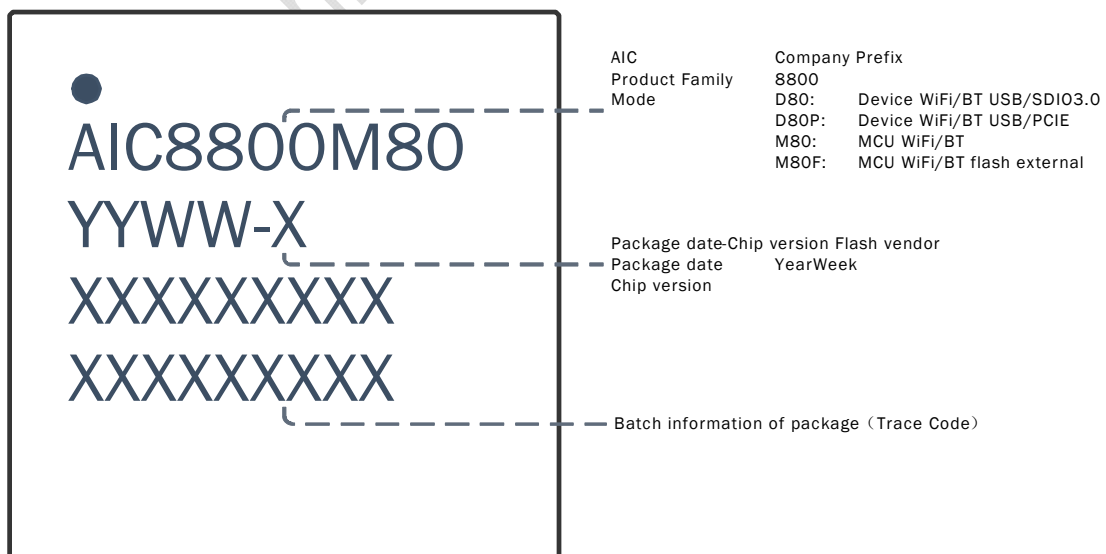 AIC8800M80
YYWW-X
XXXXXXXXX
XXXXXXXXX
AIC Company Prefix
Product Family 8800
Mode D80: Device WiFi/BT USB/SDIO3.0
D80P: Device WiFi/BT USB/PCIE
M80: MCU WiFi/BT
M80F: MCU WiFi/BT flash external
Package date-Chip version Flash vendor
Package date YearWeek
Chip version
Batch information of package（Trace Code）